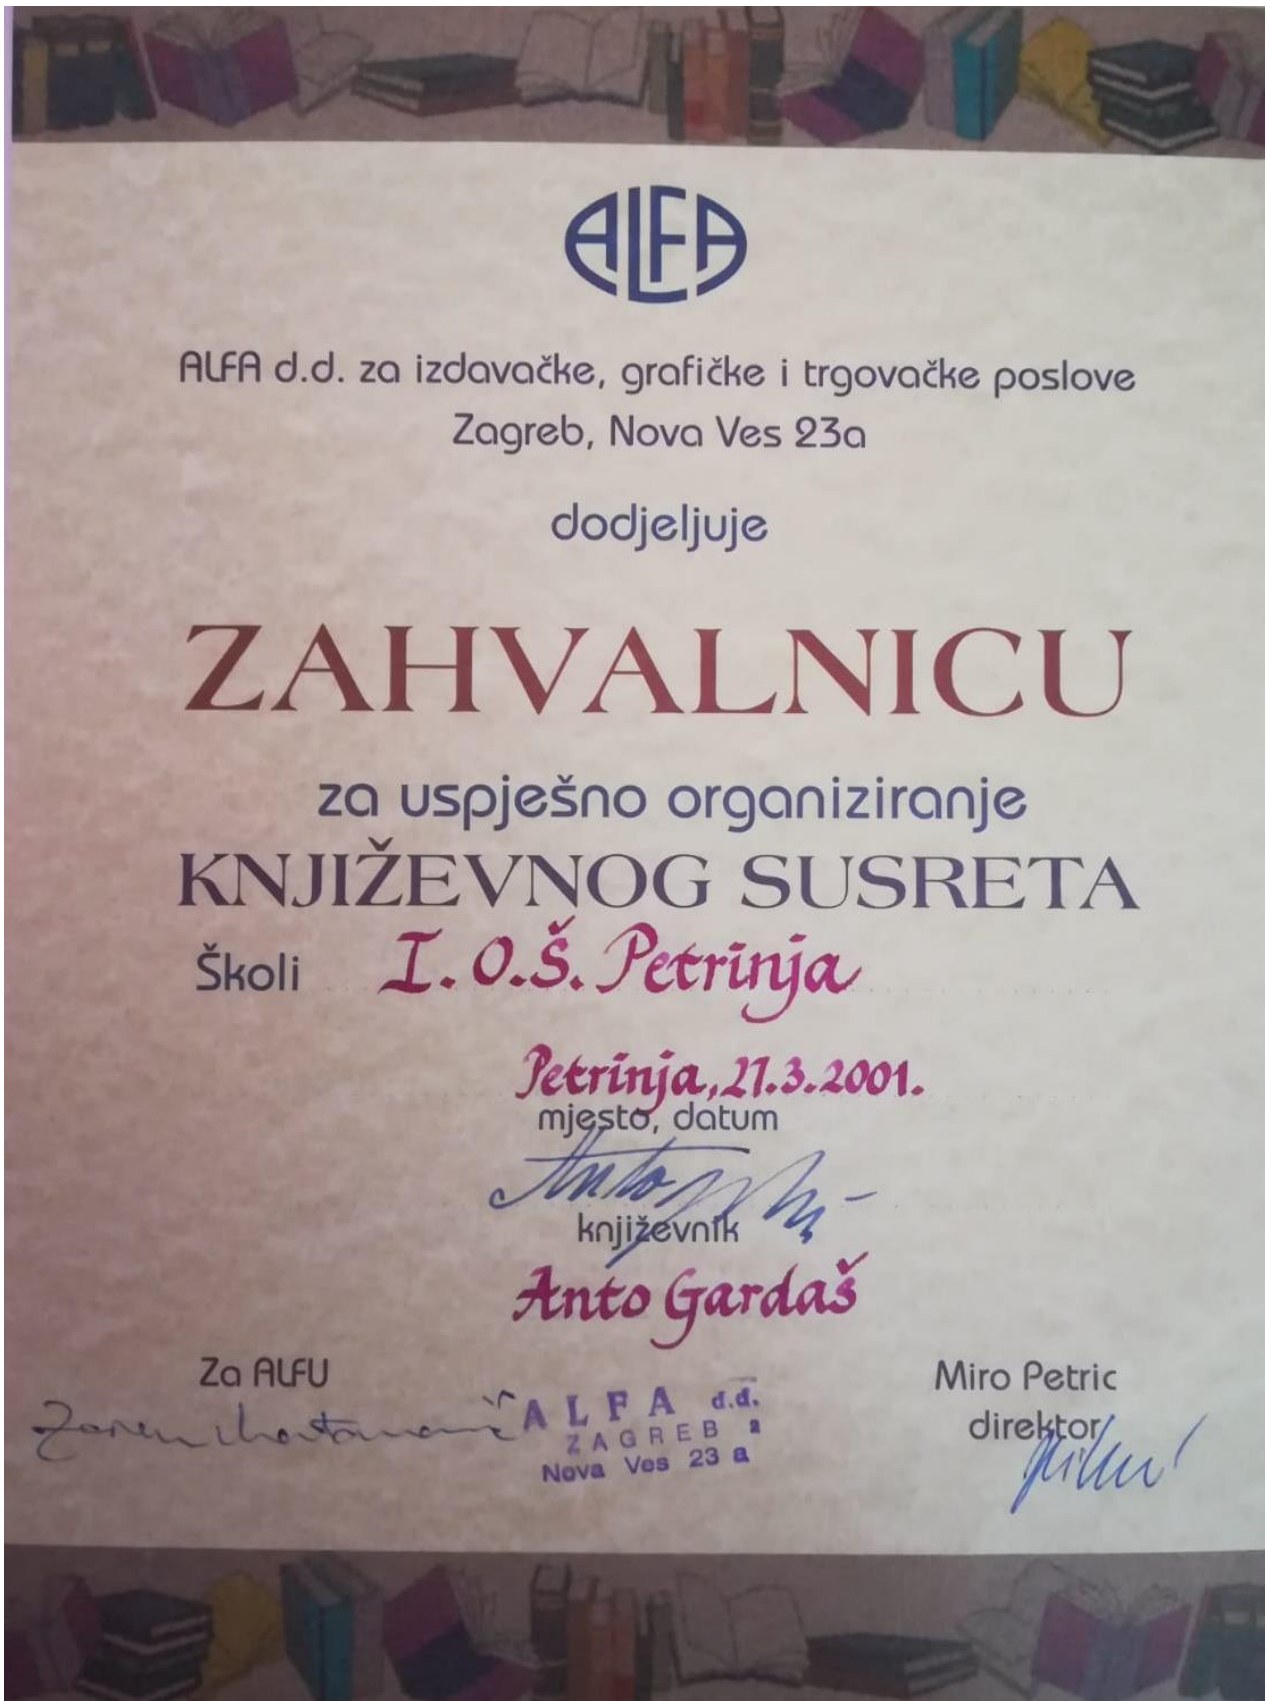 ALFA
ALFA d.d. za izdavačke, grafičke i trgovačke poslove
Zagreb, Nova Ves 23a
dodjeljuje
ZAHVALNICU
za uspješno organiziranje
KNJIŽEVNOG SUSRETA
Školi I. O.Š. Petrinja
Petrinja, 27.3.2001.
mjesto, datum
Anto
književnik
Anto Gardaš
Za ALFU
Miro Petric
direktor
ALFA d.d.
ZAGREB
Nova Ves 23 a